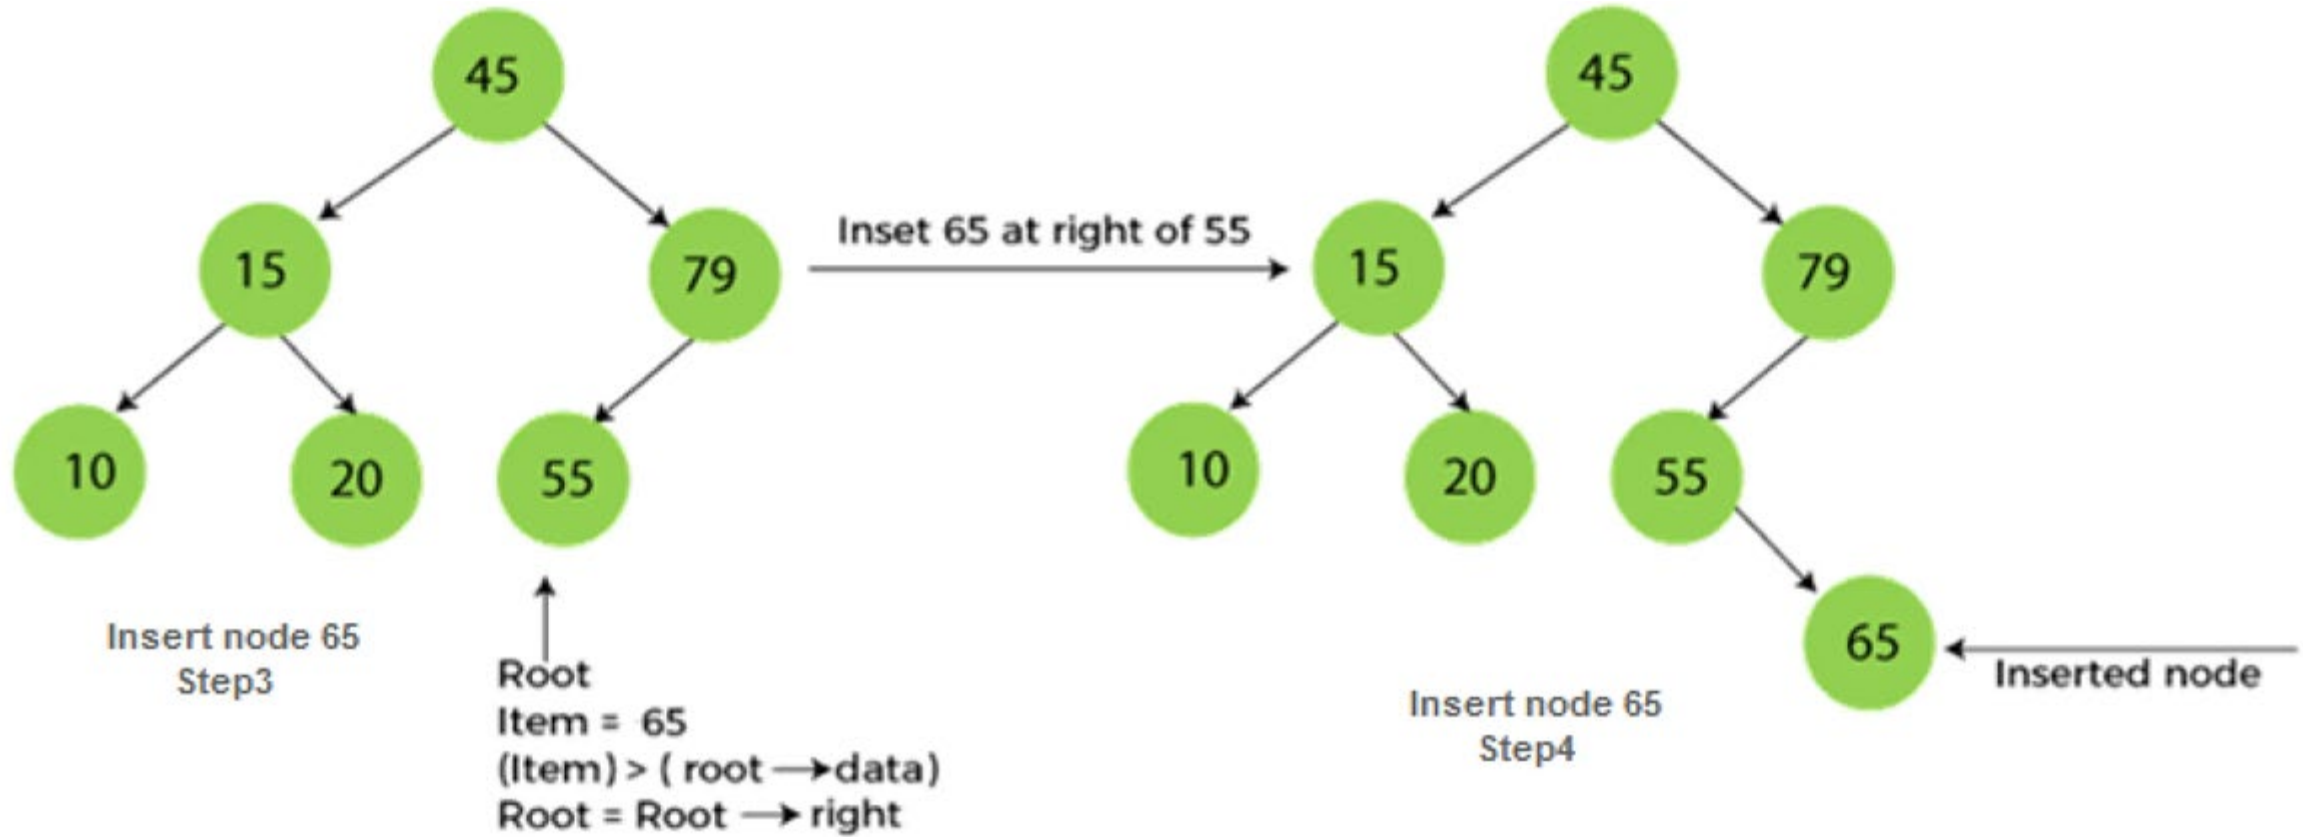 45
15
79
10
20
55
Insert node 65
Step3
Root
Item = 65
(Item) > ( root ⟶data)
Root = Root ⟶ right
Inset 65 at right of 55
45
15
79
10
20
55
65
Inserted node
Insert node 65
Step4